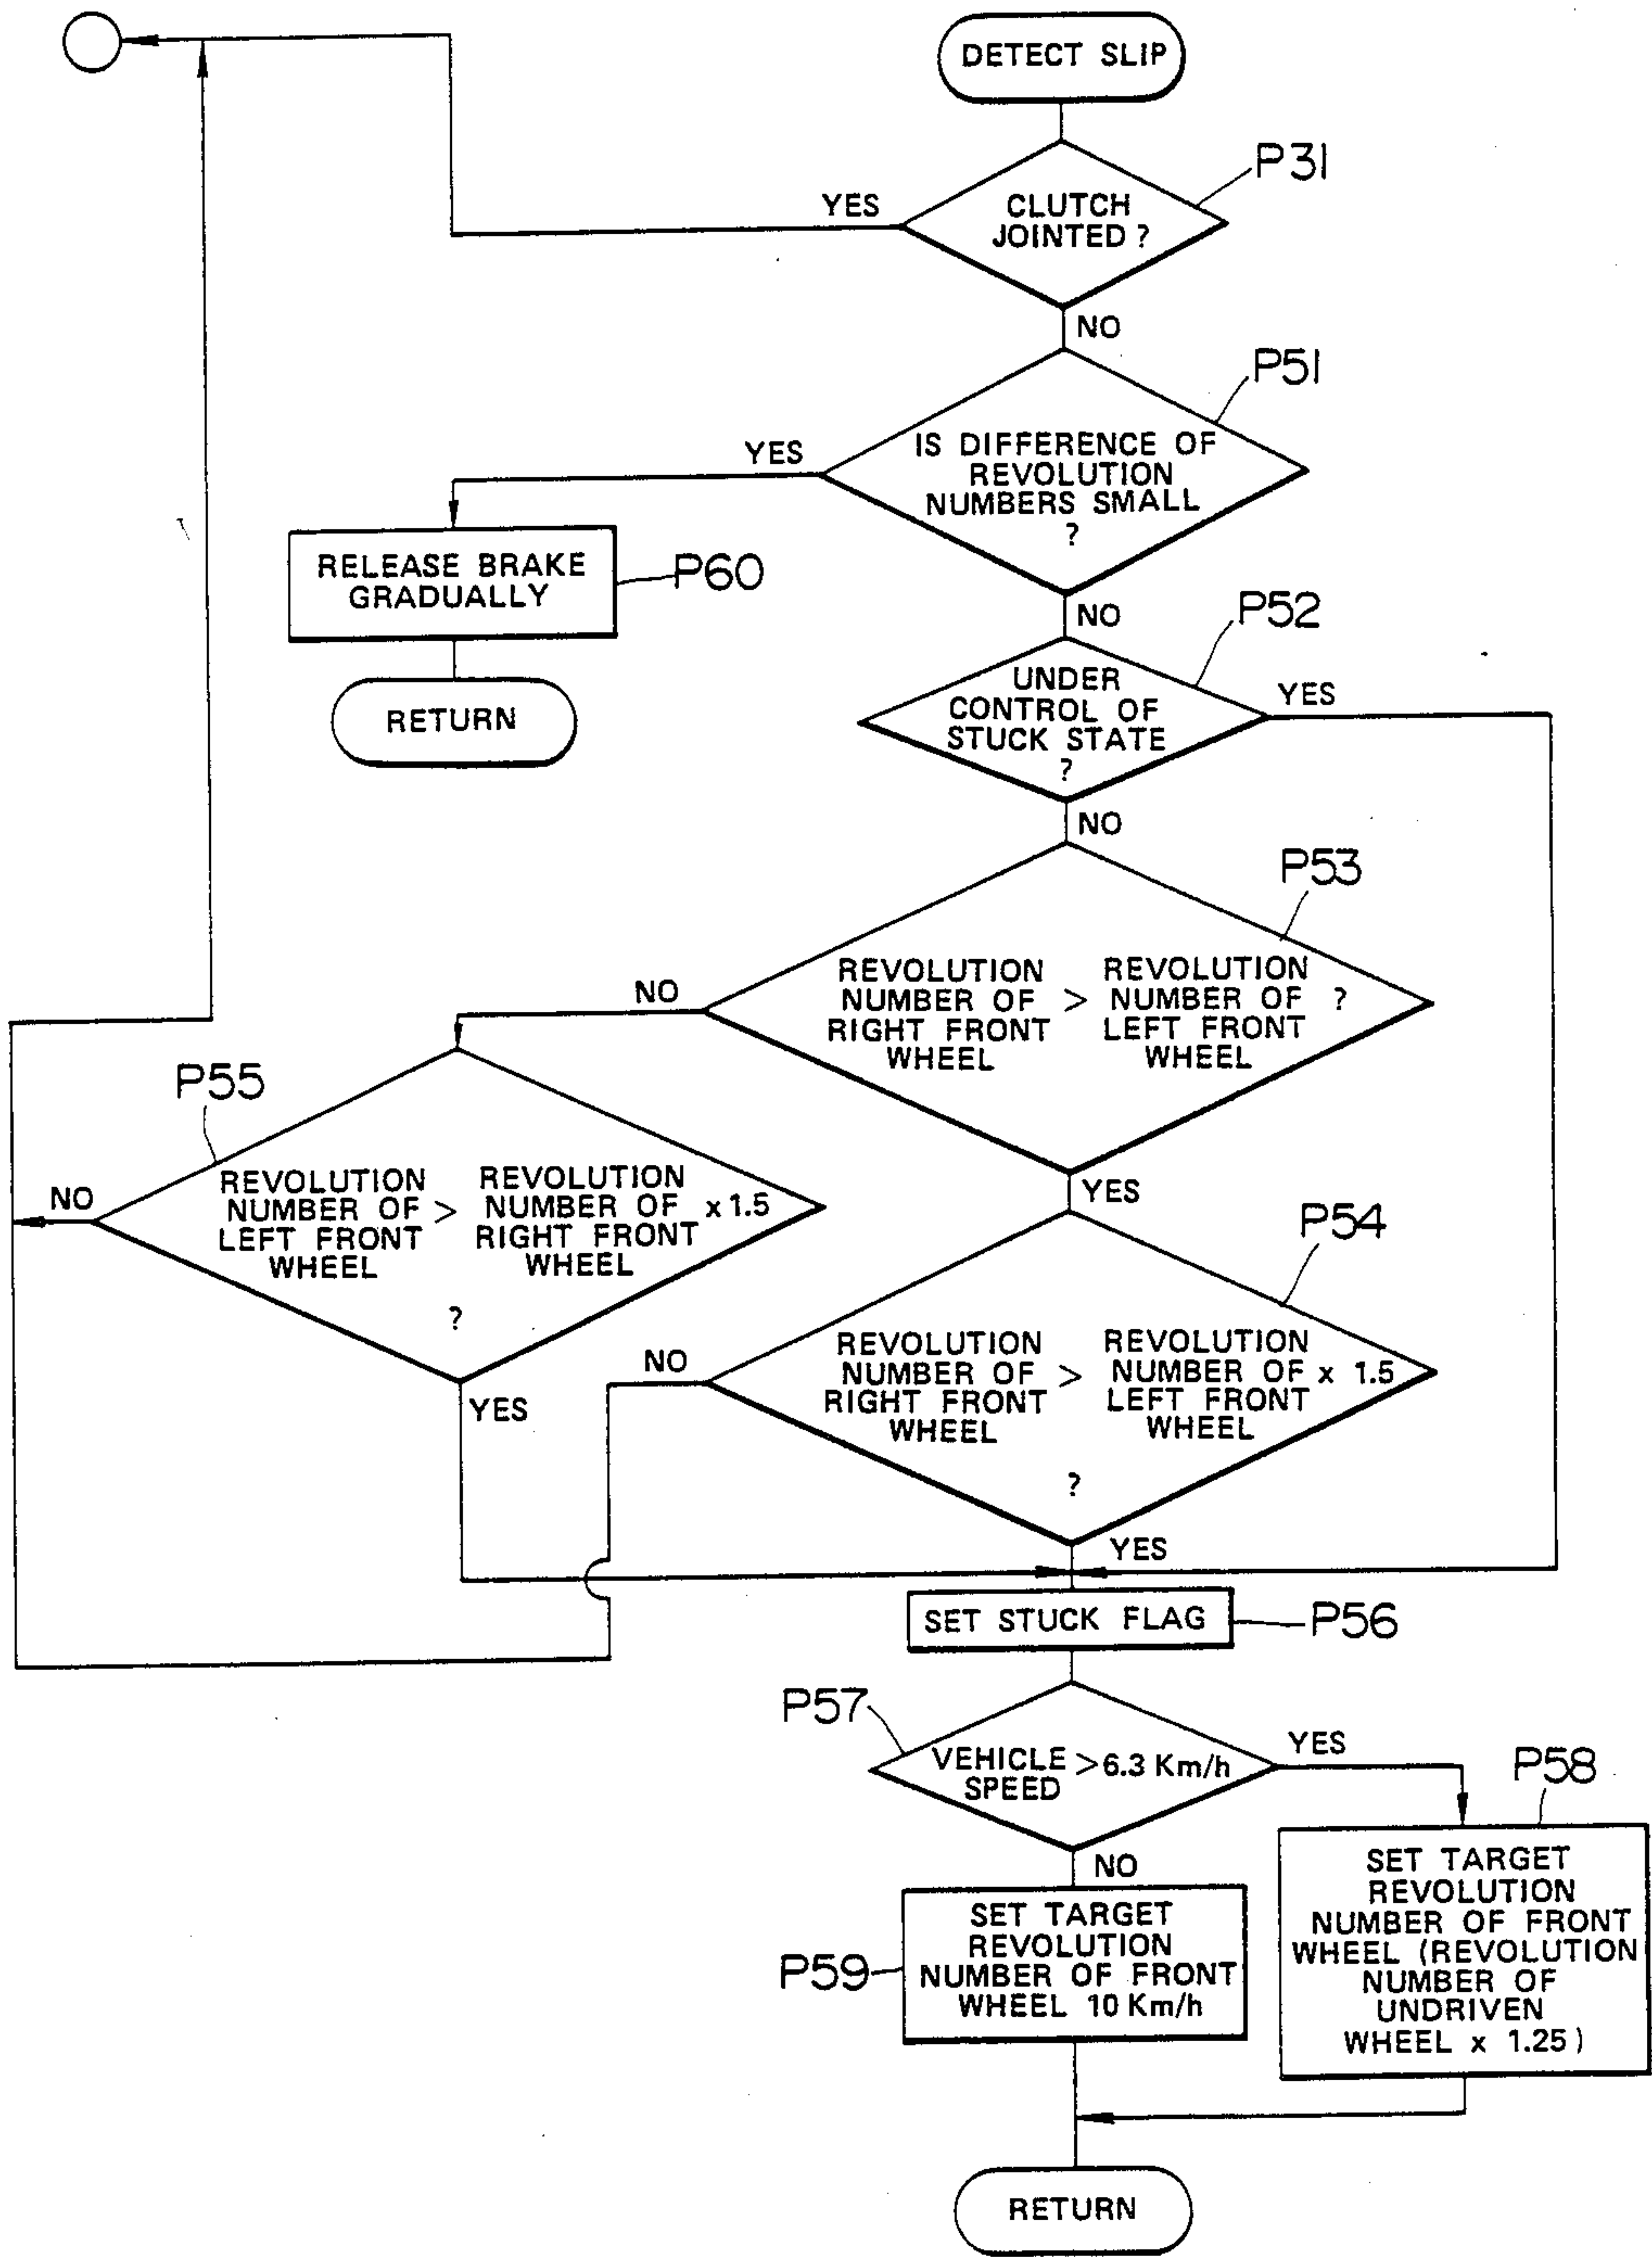 DETECT SLIP
P31
CLUTCH
JOINTED ?
YES
NO
P51
IS DIFFERENCE OF
REVOLUTION
NUMBERS SMALL
?
YES
RELEASE BRAKE
GRADUALLY
P60
RETURN
NO
P52
UNDER
CONTROL OF
STUCK STATE
?
YES
NO
P53
REVOLUTION
NUMBER OF
RIGHT FRONT
WHEEL
>
REVOLUTION
NUMBER OF
LEFT FRONT
WHEEL
?
NO
YES
P55
REVOLUTION
NUMBER OF
LEFT FRONT
WHEEL
>
REVOLUTION
NUMBER OF
RIGHT FRONT
WHEEL
x 1.5
?
NO
YES
P54
REVOLUTION
NUMBER OF
RIGHT FRONT
WHEEL
>
REVOLUTION
NUMBER OF
LEFT FRONT
WHEEL
x 1.5
?
NO
YES
SET STUCK FLAG
P56
P57
VEHICLE
SPEED
>6.3 Km/h
YES
NO
P58
SET TARGET
REVOLUTION
NUMBER OF FRONT
WHEEL (REVOLUTION
NUMBER OF
UNDRIVEN
WHEEL x 1.25)
P59
SET TARGET
REVOLUTION
NUMBER OF FRONT
WHEEL 10 Km/h
RETURN